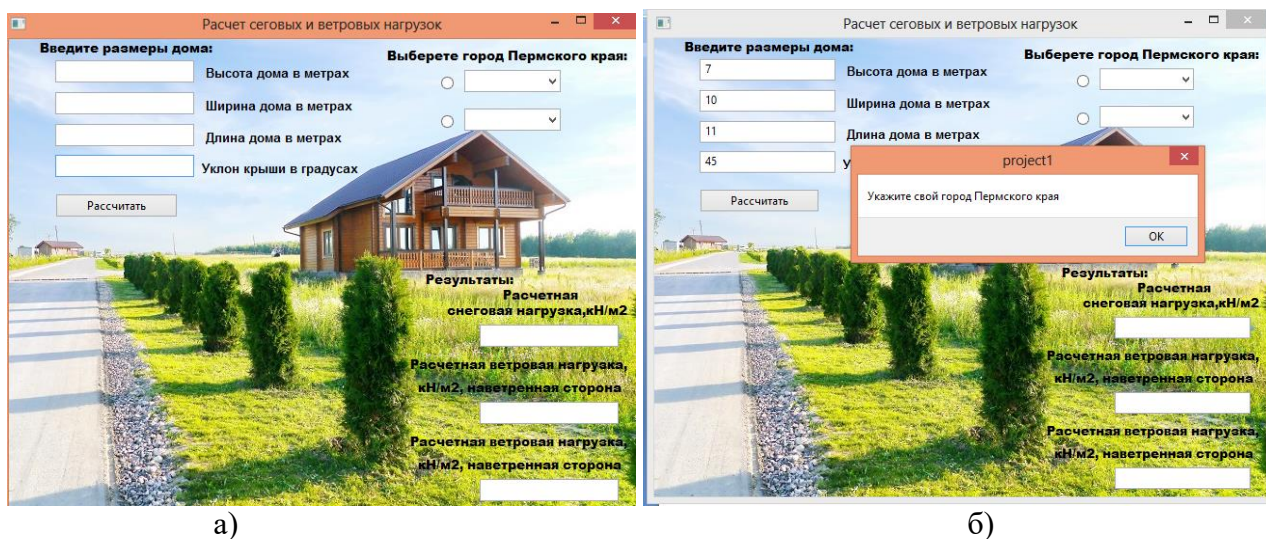 Расчет сеговых и ветровых нагрузок
Введите размеры дома:
Выберете город Пермского края:
Высота дома в метрах
Ширина дома в метрах
Длина дома в метрах
Уклон крыши в градусах
Рассчитать
Результаты:
Расчетная
снеговая нагрузка,кН/м2
Расчетная ветровая нагрузка,
кН/м2, наветренная сторона
Расчетная ветровая нагрузка,
кН/м2, наветренная сторона
а)
Расчет сеговых и ветровых нагрузок
Введите размеры дома:
Выберете город Пермского края:
7
Высота дома в метрах
10
Ширина дома в метрах
11
Длина дома в метрах
45
У
project1
Укажите свой город Пермского края
OK
Рассчитать
Результаты:
Расчетная
снеговая нагрузка,кН/м2
Расчетная ветровая нагрузка,
кН/м2, наветренная сторона
Расчетная ветровая нагрузка,
кН/м2, наветренная сторона
б)